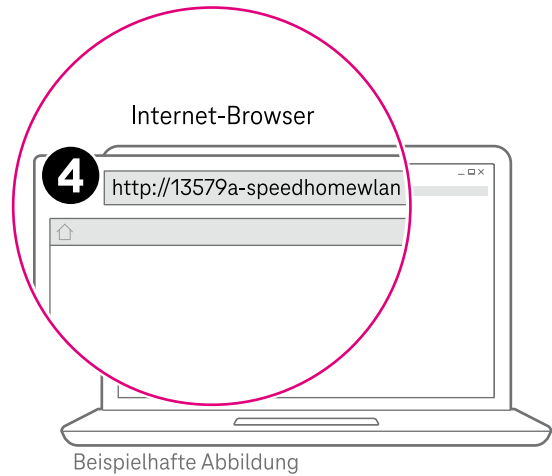 Internet-Browser
4
http://13579a-speedhomewlan
Beispielhafte Abbildung